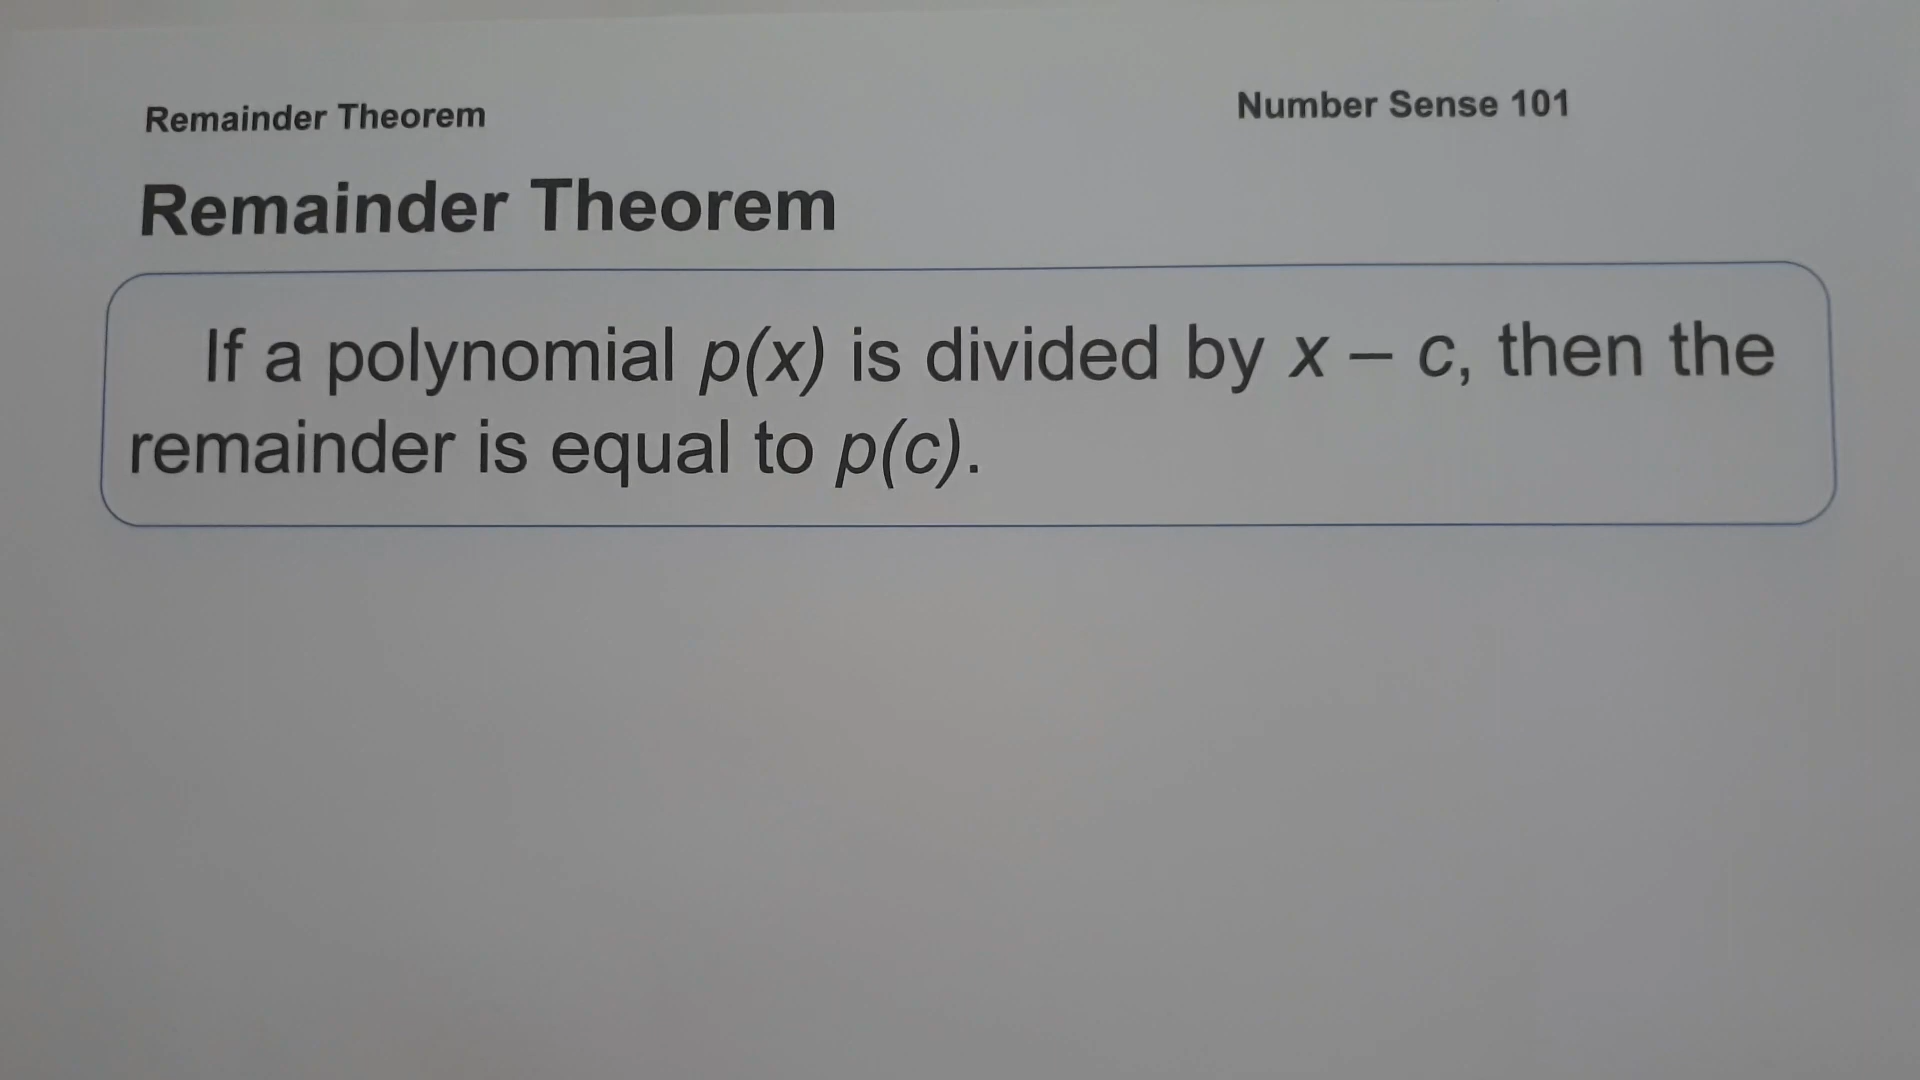 Remainder Theorem
Number Sense 101
Remainder Theorem
If a polynomial p(x) is divided by x – c, then the
remainder is equal to p(c).